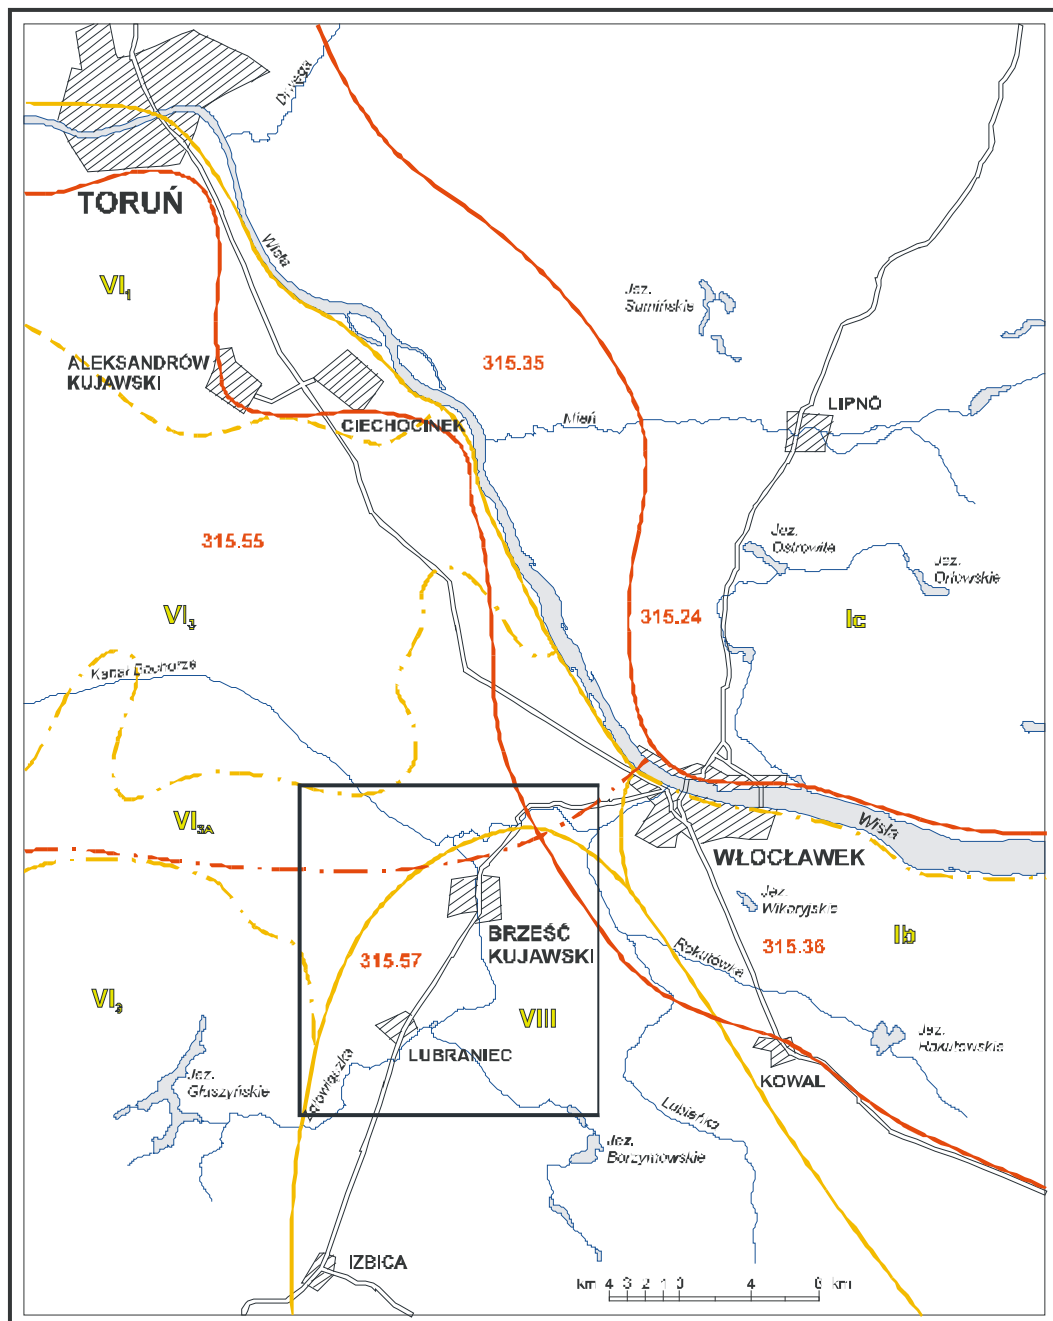 Drwęca
TORUŃ
Wisła
VI₁
Jez.
Sumińskie
ALEKSANDRÓW
KUJAWSKI
315.35
CIECHOCINEK
Mień
LIPNO
315.55
Jez.
Ostrowite
Jez.
Orłowskie
VI₃
315.24
Ic
Kanał Bachorze
VI₃ₐ
Wisła
WŁOCŁAWEK
Jez.
Wikaryjskie
BRZEŚĆ
KUJAWSKI
315.57
Rakutówka
315.36
Ib
VI₉
VIII
Jez.
Rakutowskie
LUBRANIEC
KOWAL
Jez.
Głuszyńskie
Zgłowiączka
Lubieńka
Jez.
Borzymowskie
IZBICA
km 4 3 2 1 0 4 8 km